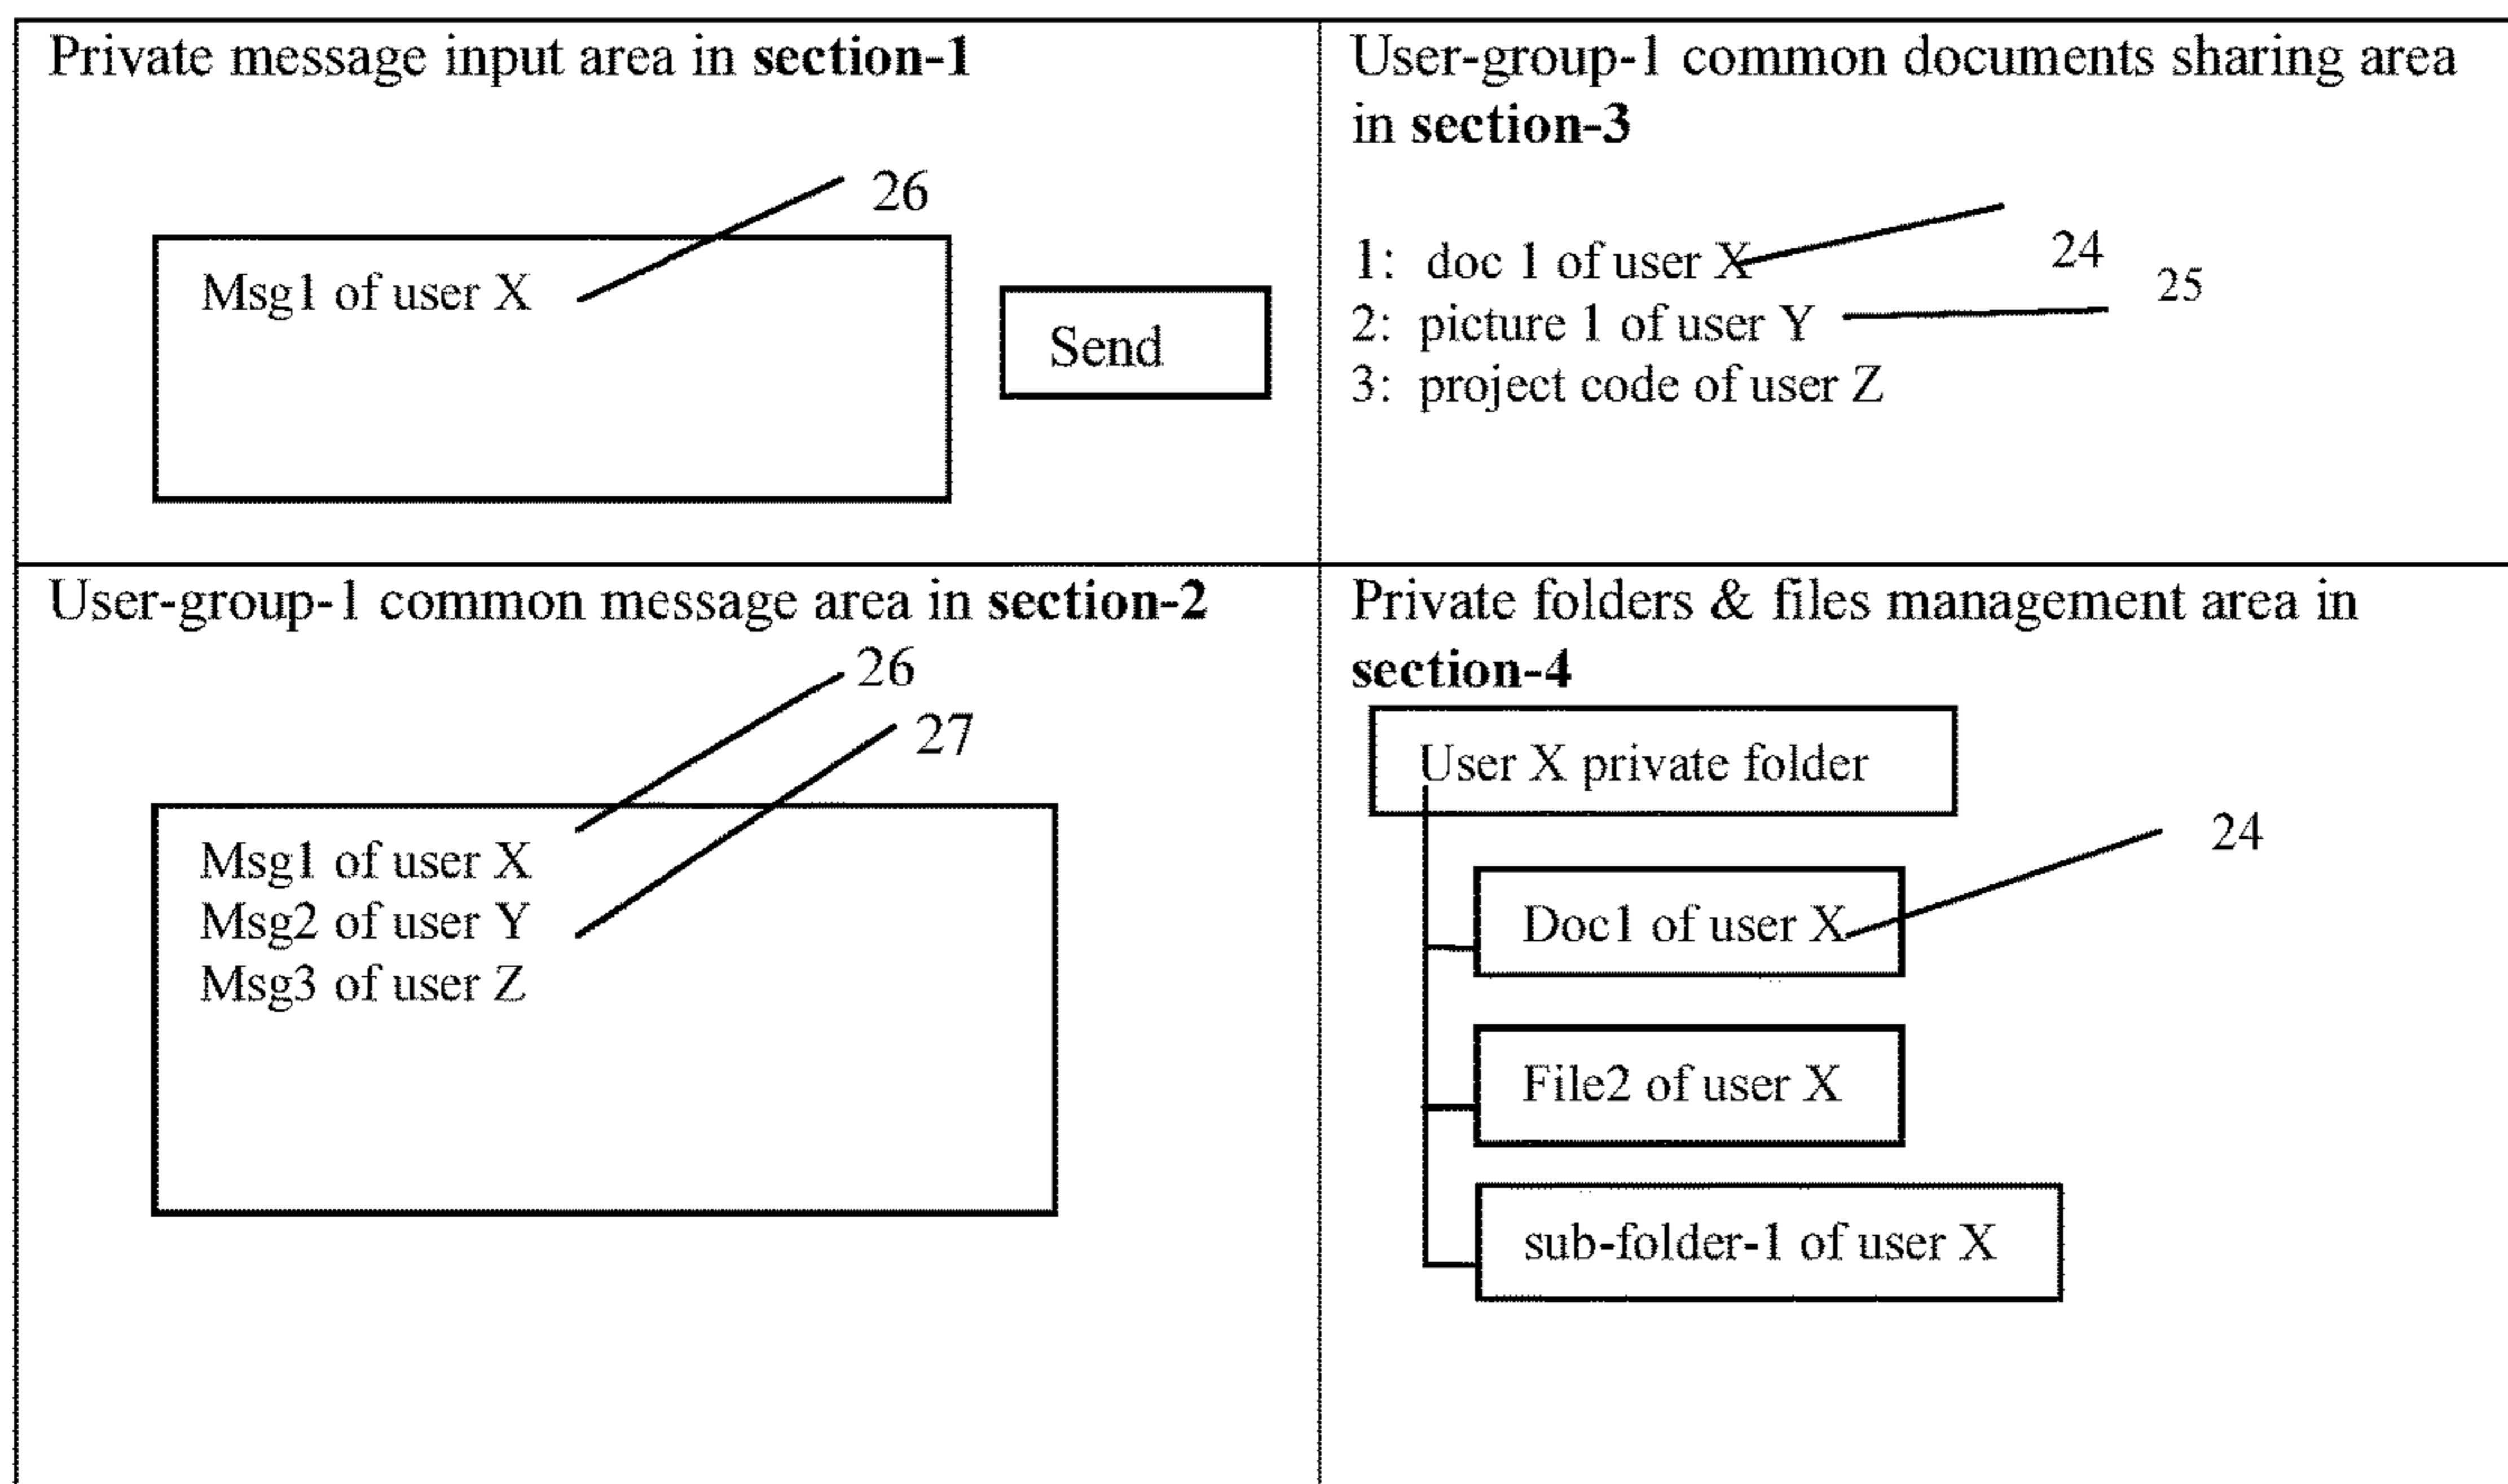 Private message input area in section-1
26
Msg1 of user X
Send
User-group-1 common documents sharing area
in section-3
24
25
1: doc 1 of user X
2: picture 1 of user Y
3: project code of user Z
User-group-1 common message area in section-2
26
27
Msg1 of user X
Msg2 of user Y
Msg3 of user Z
Private folders & files management area in
section-4
User X private folder
24
Doc1 of user X
File2 of user X
sub-folder-1 of user X